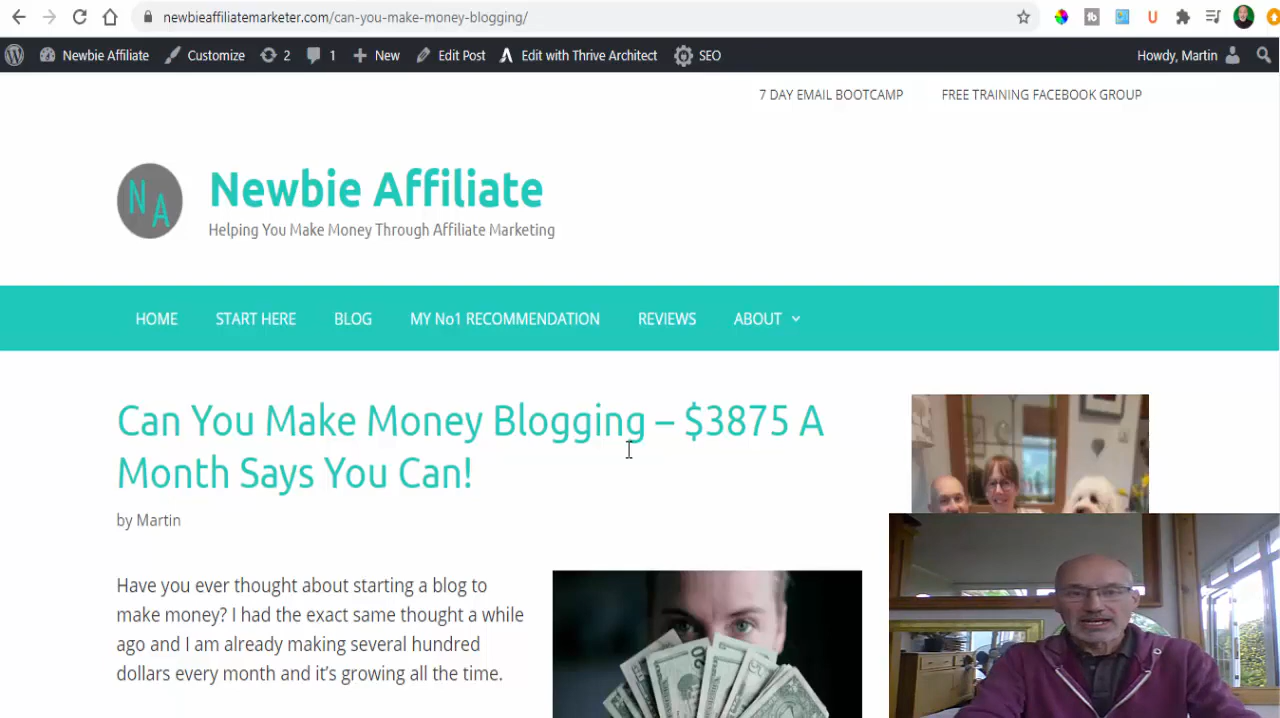 newbieaffiliatemarketer.com/can-you-make-money-blogging/
tb
U
Newbie Affiliate
Customize
2
1
New
Edit Post
Edit with Thrive Architect
SEO
Howdy, Martin
7 DAY EMAIL BOOTCAMP
FREE TRAINING FACEBOOK GROUP
NA
Newbie Affiliate
Helping You Make Money Through Affiliate Marketing
HOME
START HERE
BLOG
MY No1 RECOMMENDATION
REVIEWS
ABOUT
Can You Make Money Blogging – $3875 A
Month Says You Can!
by Martin
Have you ever thought about starting a blog to
make money? I had the exact same thought a while
ago and I am already making several hundred
dollars every month and it's growing all the time.